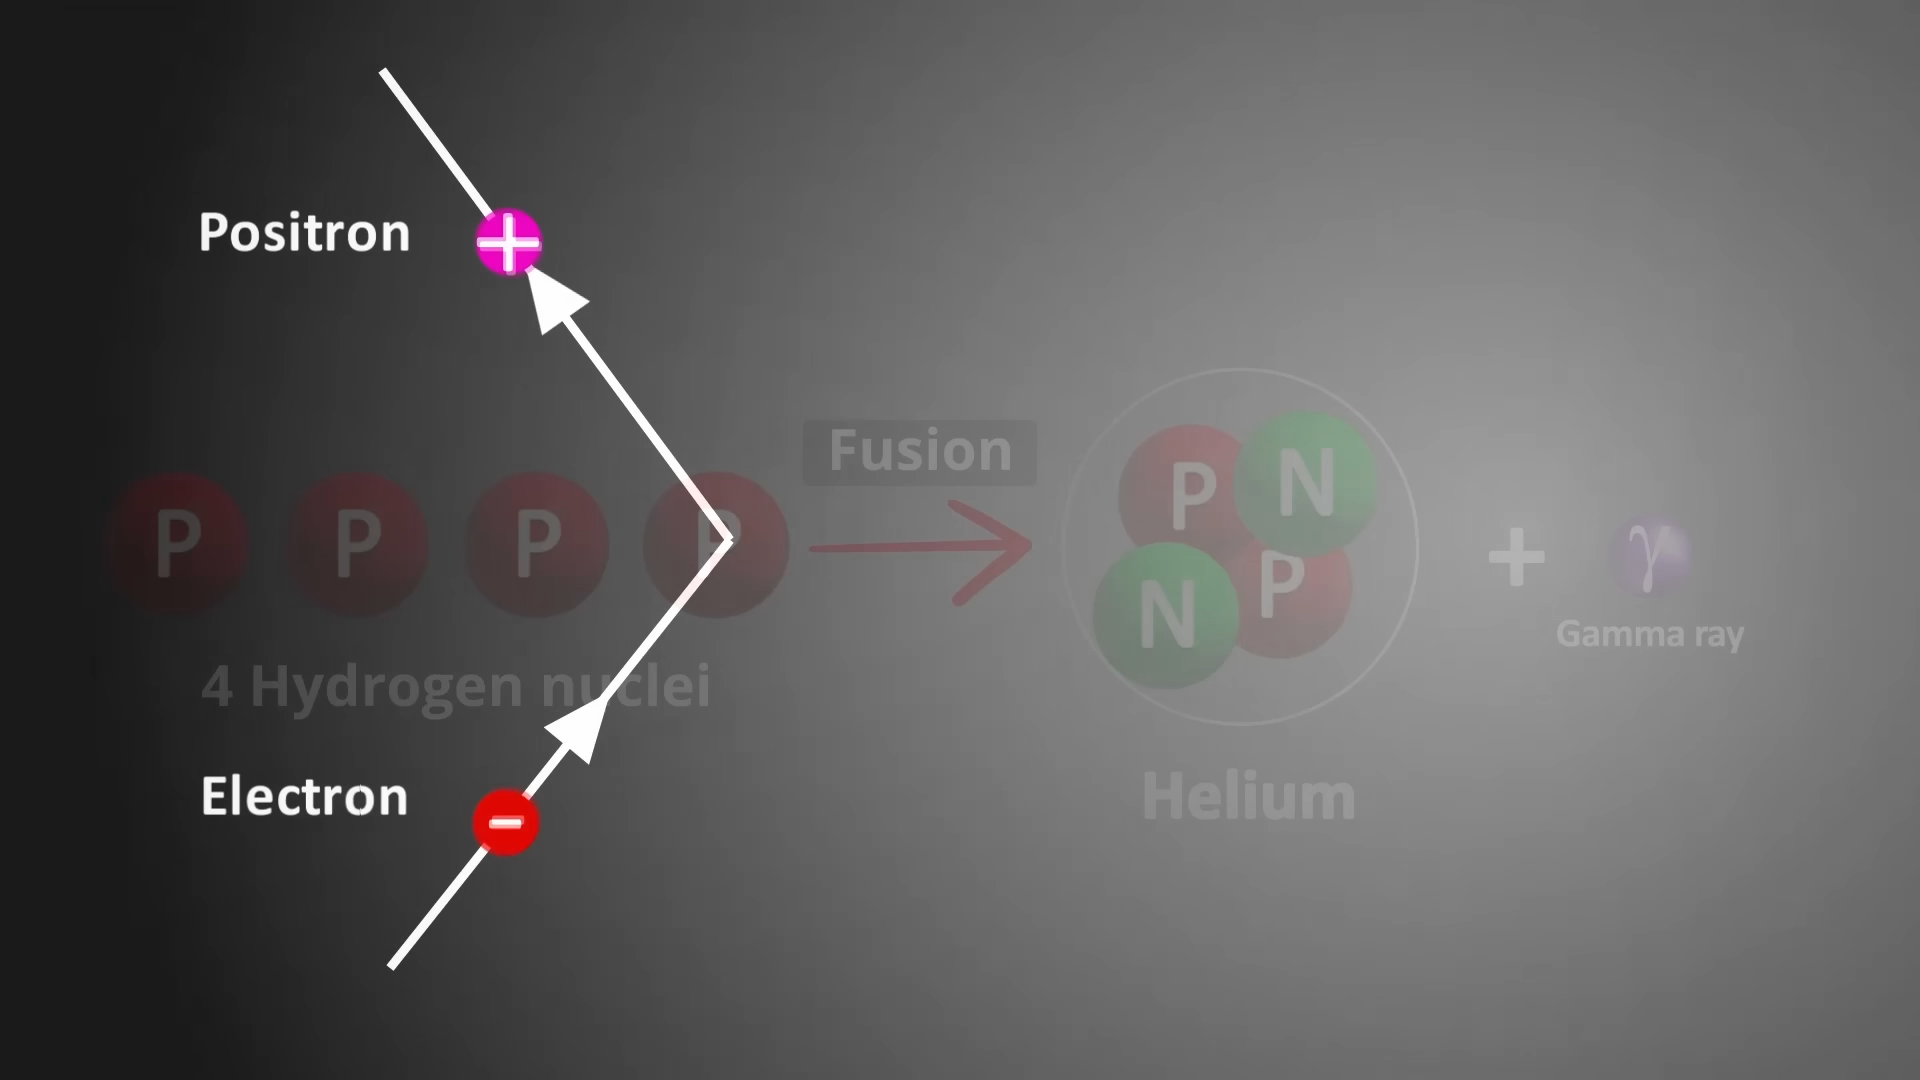 Positron
+
Fusion
P N
P P P P
N P
+ γ
Gamma ray
4 Hydrogen nuclei
Electron
−
Helium